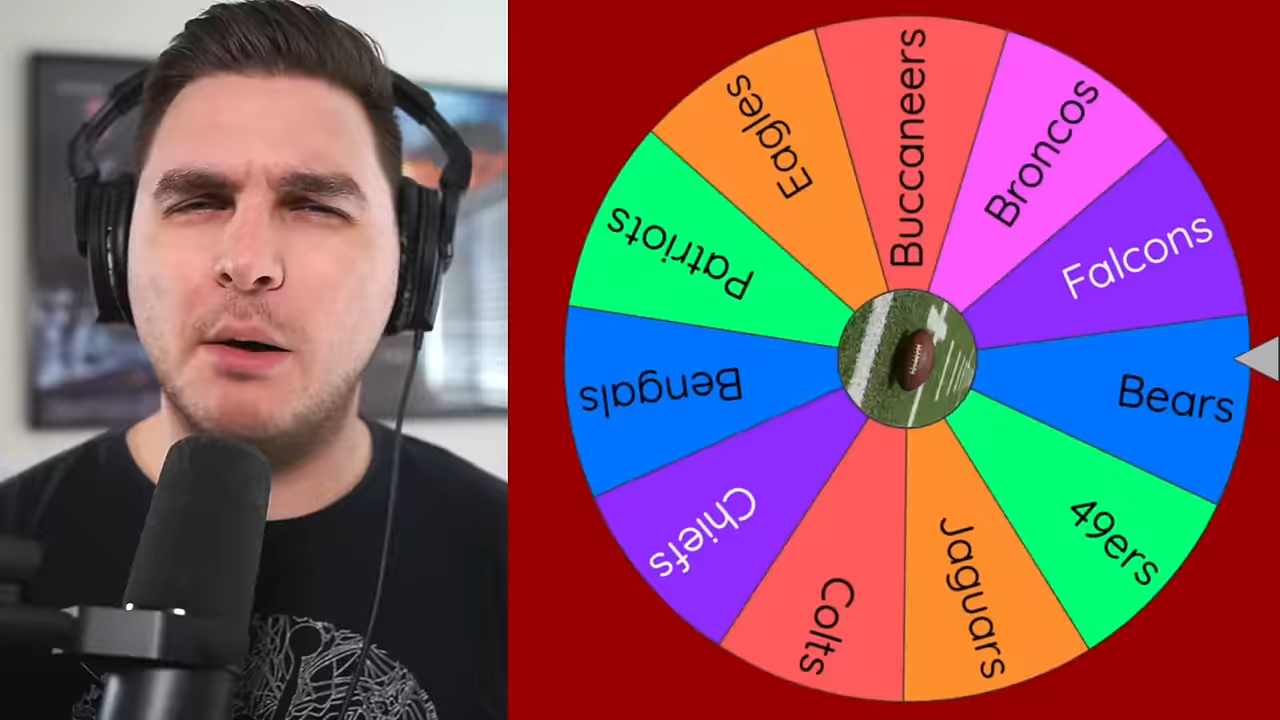 Buccaneers
Broncos
Falcons
Bears
49ers
Jaguars
Colts
Chiefs
Bengals
Patriots
Eagles